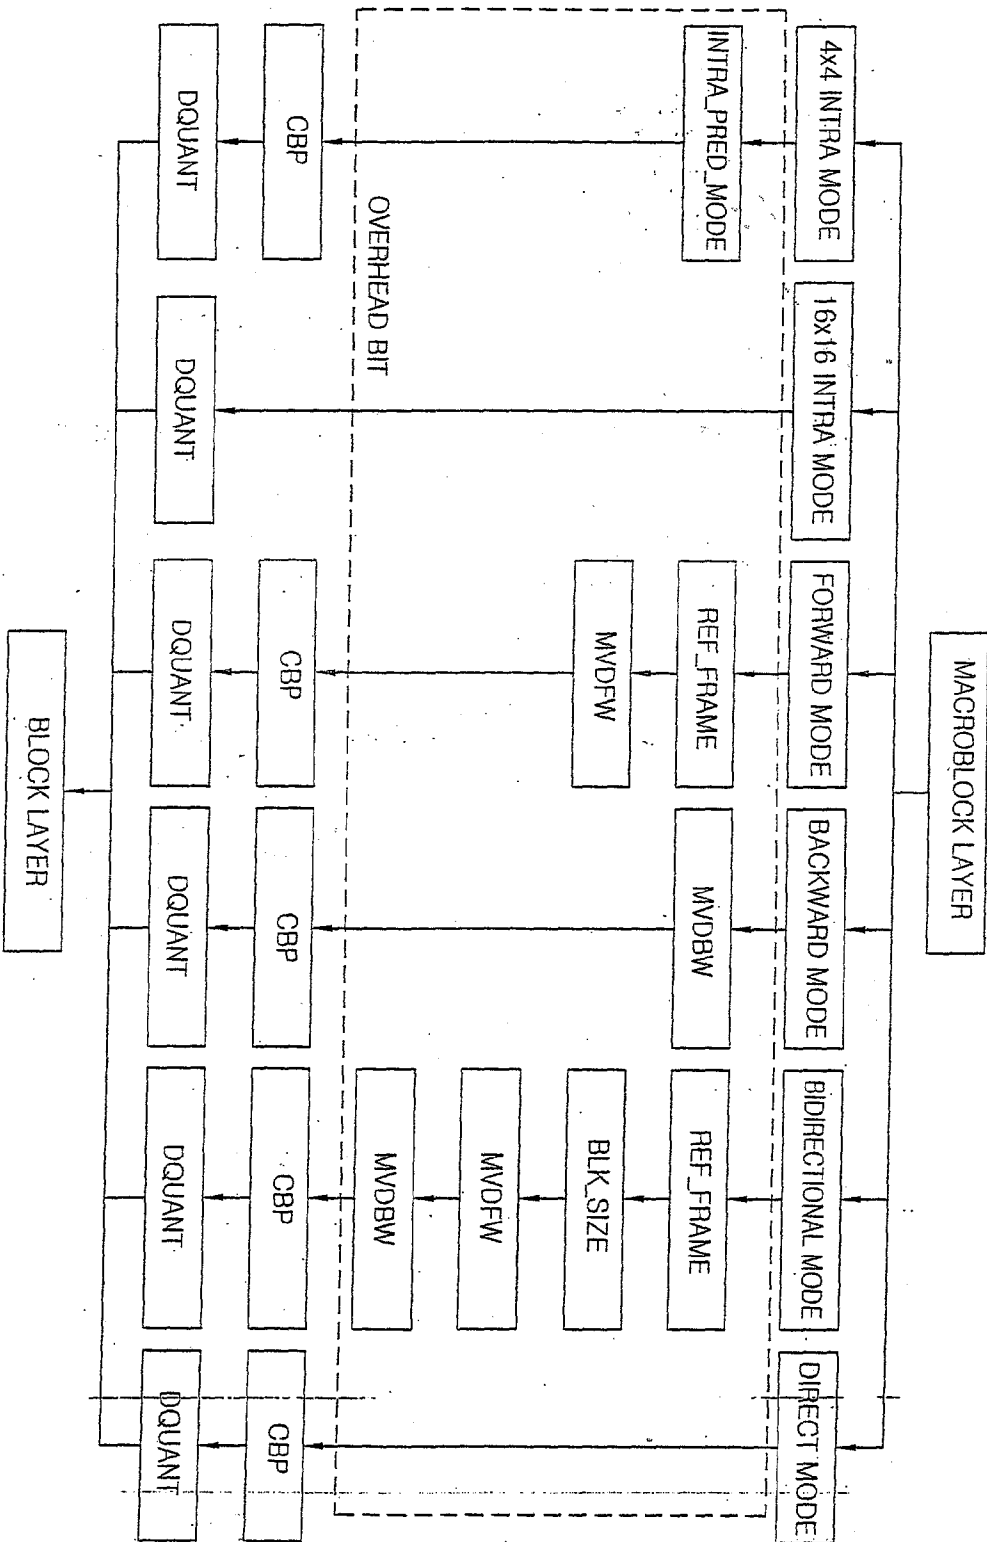 MACROBLOCK LAYER
4x4 INTRA MODE
16x16 INTRA MODE
FORWARD MODE
BACKWARD MODE
BIDIRECTIONAL MODE
DIRECT MODE
INTRA_PRED_MODE
REF_FRAME
MVDBW
REF_FRAME
MVDFW
BLK_SIZE
MVDFW
MVDBW
OVERHEAD BIT
CBP
CBP
CBP
CBP
CBP
DQUANT
DQUANT
DQUANT
DQUANT
DQUANT
DQUANT
BLOCK LAYER